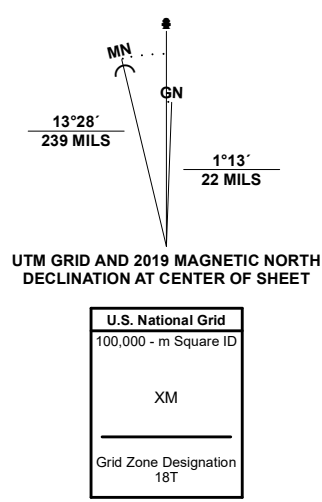 MN
GN
13°28´
239 MILS
1°13´
22 MILS
UTM GRID AND 2019 MAGNETIC NORTH
DECLINATION AT CENTER OF SHEET
U.S. National Grid
100,000 - m Square ID
XM
Grid Zone Designation
18T